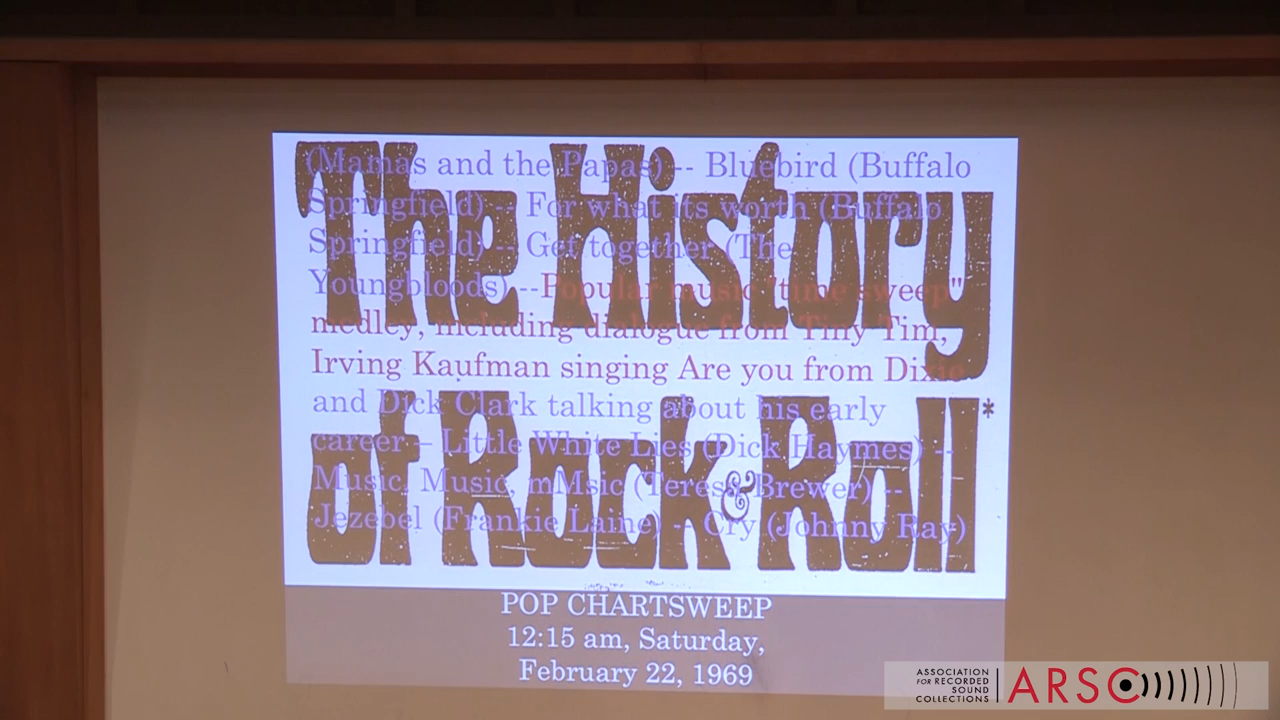 The History
of Rock & Roll*
(Mamas and the Papas) -- Bluebird (Buffalo
Springfield) -- For what its worth (Buffalo
Springfield) -- Get together (The
Youngbloods) --Popular music "time sweep"
medley, including dialogue from Tiny Tim,
Irving Kaufman singing Are you from Dixie
and Dick Clark talking about his early
career – Little White Lies (Dick Haymes) --
Music, Music, mMsic (Teresa Brewer) --
Jezebel (Frankie Laine) -- Cry (Johnny Ray)
POP CHARTSWEEP
12:15 am, Saturday,
February 22, 1969
ASSOCIATION
FOR RECORDED
SOUND
COLLECTIONS
ARSC